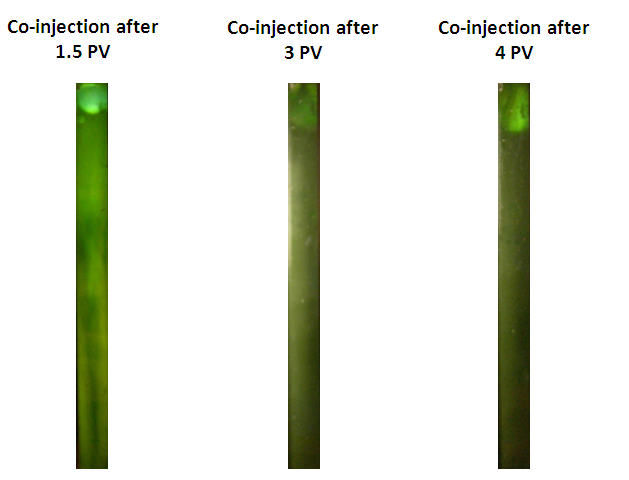 Co-injection after
1.5 PV
Co-injection after
3 PV
Co-injection after
4 PV